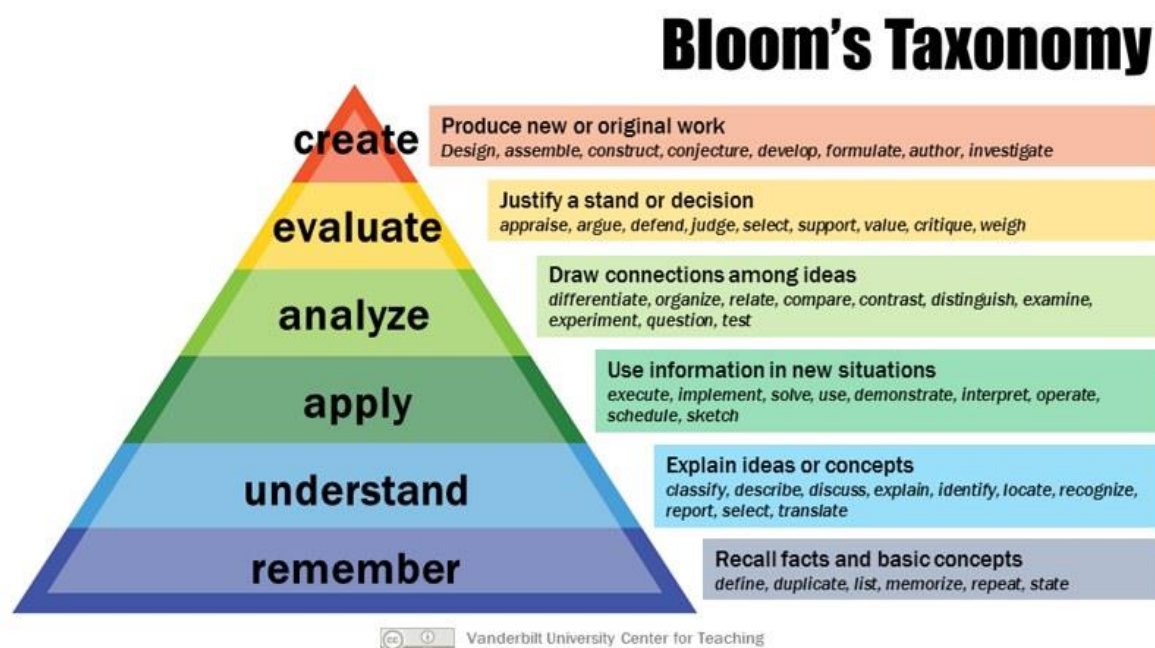 Bloom's Taxonomy
create
Produce new or original work
Design, assemble, construct, conjecture, develop, formulate, author, investigate
evaluate
Justify a stand or decision
appraise, argue, defend, judge, select, support, value, critique, weigh
analyze
Draw connections among ideas
differentiate, organize, relate, compare, contrast, distinguish, examine,
experiment, question, test
apply
Use information in new situations
execute, implement, solve, use, demonstrate, interpret, operate,
schedule, sketch
understand
Explain ideas or concepts
classify, describe, discuss, explain, identify, locate, recognize,
report, select, translate
remember
Recall facts and basic concepts
define, duplicate, list, memorize, repeat, state
cc Vanderbilt University Center for Teaching